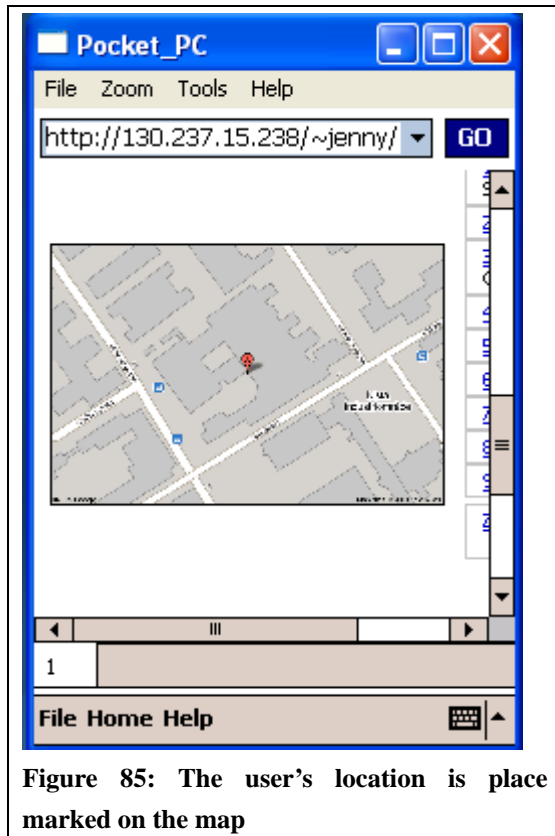 Pocket_PC
File Zoom Tools Help
http://130.237.15.238/~jenny/ GO
1
File Home Help
Figure 85: The user's location is place
marked on the map